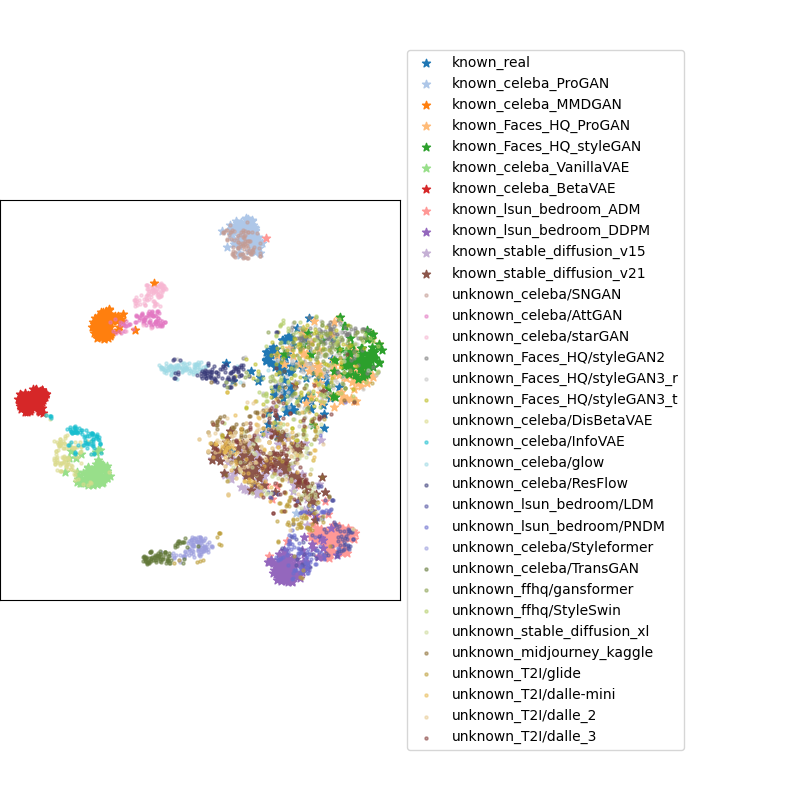 known_real
known_celeba_ProGAN
known_celeba_MMDGAN
known_Faces_HQ_ProGAN
known_Faces_HQ_styleGAN
known_celeba_VanillaVAE
known_celeba_BetaVAE
known_lsun_bedroom_ADM
known_lsun_bedroom_DDPM
known_stable_diffusion_v15
known_stable_diffusion_v21
unknown_celeba/SNGAN
unknown_celeba/AttGAN
unknown_celeba/starGAN
unknown_Faces_HQ/styleGAN2
unknown_Faces_HQ/styleGAN3_r
unknown_Faces_HQ/styleGAN3_t
unknown_celeba/DisBetaVAE
unknown_celeba/InfoVAE
unknown_celeba/glow
unknown_celeba/ResFlow
unknown_lsun_bedroom/LDM
unknown_lsun_bedroom/PNDM
unknown_celeba/Styleformer
unknown_celeba/TransGAN
unknown_ffhq/gansformer
unknown_ffhq/StyleSwin
unknown_stable_diffusion_xl
unknown_midjourney_kaggle
unknown_T2I/glide
unknown_T2I/dalle-mini
unknown_T2I/dalle_2
unknown_T2I/dalle_3